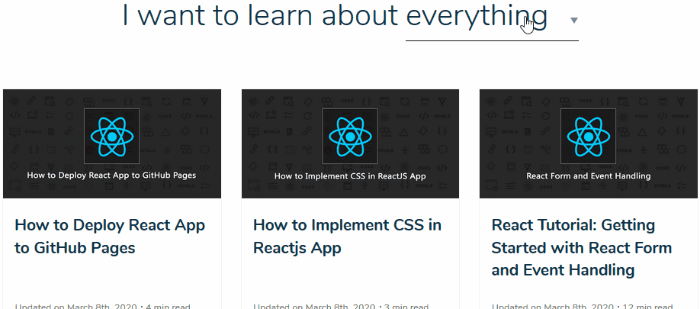 I want to learn about everything
How to Deploy React App to GitHub Pages
How to Implement CSS in ReactJS App
React Form and Event Handling
How to Deploy React App
to GitHub Pages
How to Implement CSS in
Reactjs App
React Tutorial: Getting
Started with React Form
and Event Handling
Updated on March 8th, 2020 • 4 min read
Updated on March 8th, 2020 • 3 min read
Updated on March 8th, 2020 • 12 min read